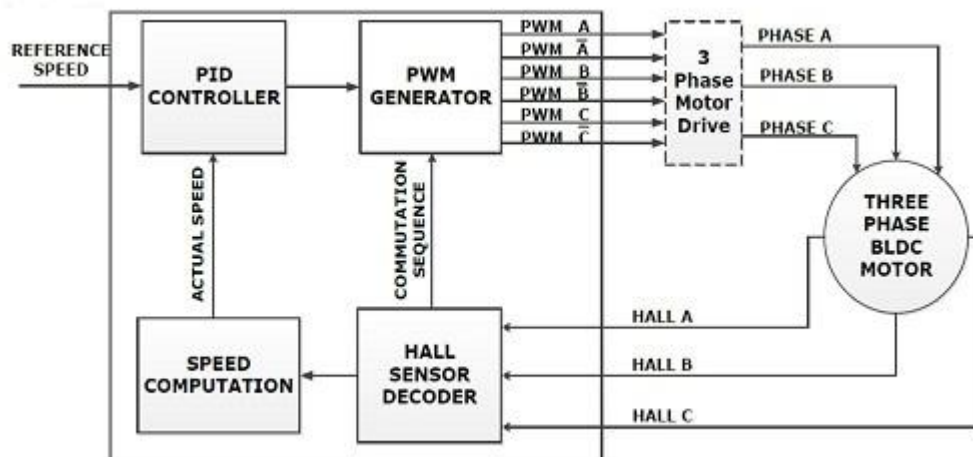 REFERENCE
SPEED
PID
CONTROLLER
PWM
GENERATOR
PWM A
PWM A̅
PWM B
PWM B̅
PWM C
PWM C̅
3
Phase
Motor
Drive
PHASE A
PHASE B
PHASE C
THREE
PHASE
BLDC
MOTOR
ACTUAL SPEED
COMMUTATION
SEQUENCE
SPEED
COMPUTATION
HALL
SENSOR
DECODER
HALL A
HALL B
HALL C